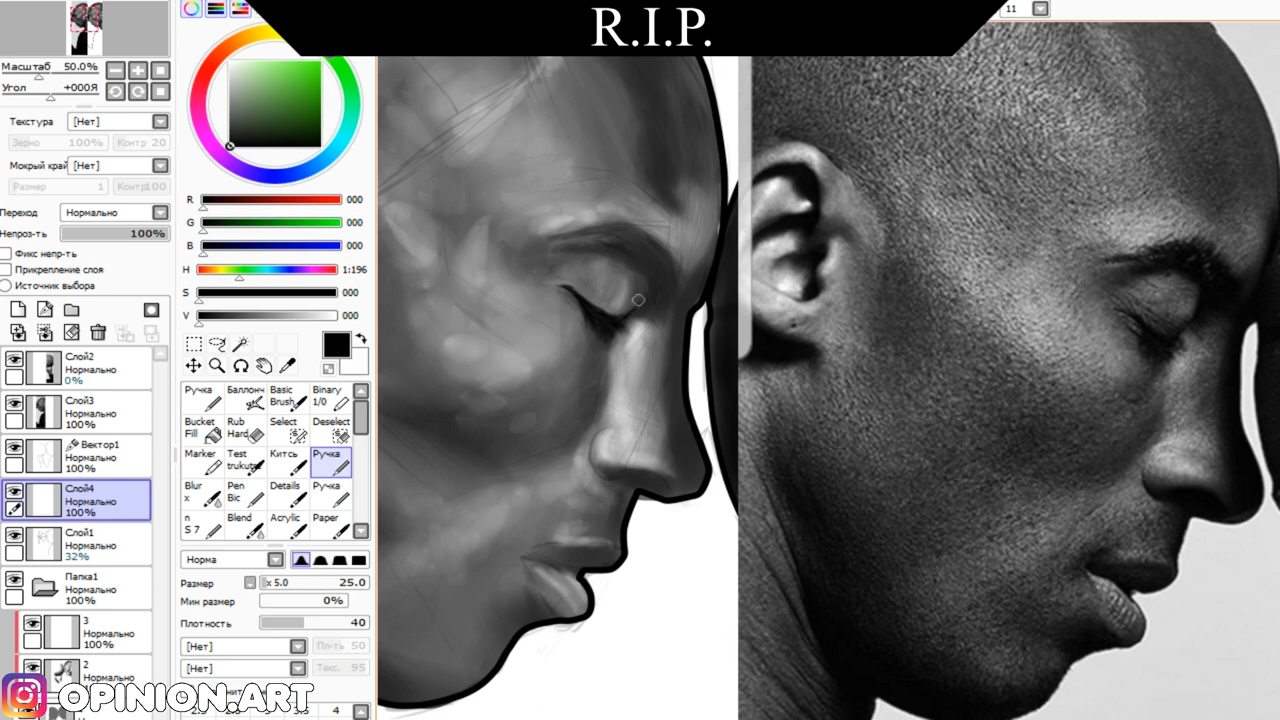 R.I.P.
11
Масштаб 50.0%
Угол +000Я
Текстура [Нет]
Зерно 100% Контр 20
Мокрый край [Нет]
Размер 1 Контр 100
Переход Нормально
Непроз-ть 100%
Фикс непр-ть
Прикрепление слоя
Источник выбора
Слой2
Нормально
0%
Слой3
Нормально
100%
Вектор1
Нормально
100%
Слой4
Нормально
100%
Слой1
Нормально
32%
Папка1
Нормально
100%
3
Нормально
100%
2
Нормально
R 000
G 000
B 000
H 1:196
S 000
V 000
Ручка Баллонч Basic Brush Binary 1/0
Bucket Fill Rub Hard Select Deselect
Marker Test trukut Китсь Ручка
Blur x Pen Bic Details Ручка
n S 7 Blend Acrylic Paper
Норма
Размер x 5.0 25.0
Мин размер 0%
Плотность 40
[Нет] Пл-ть 50
[Нет] Текс. 95
OPINION.ART